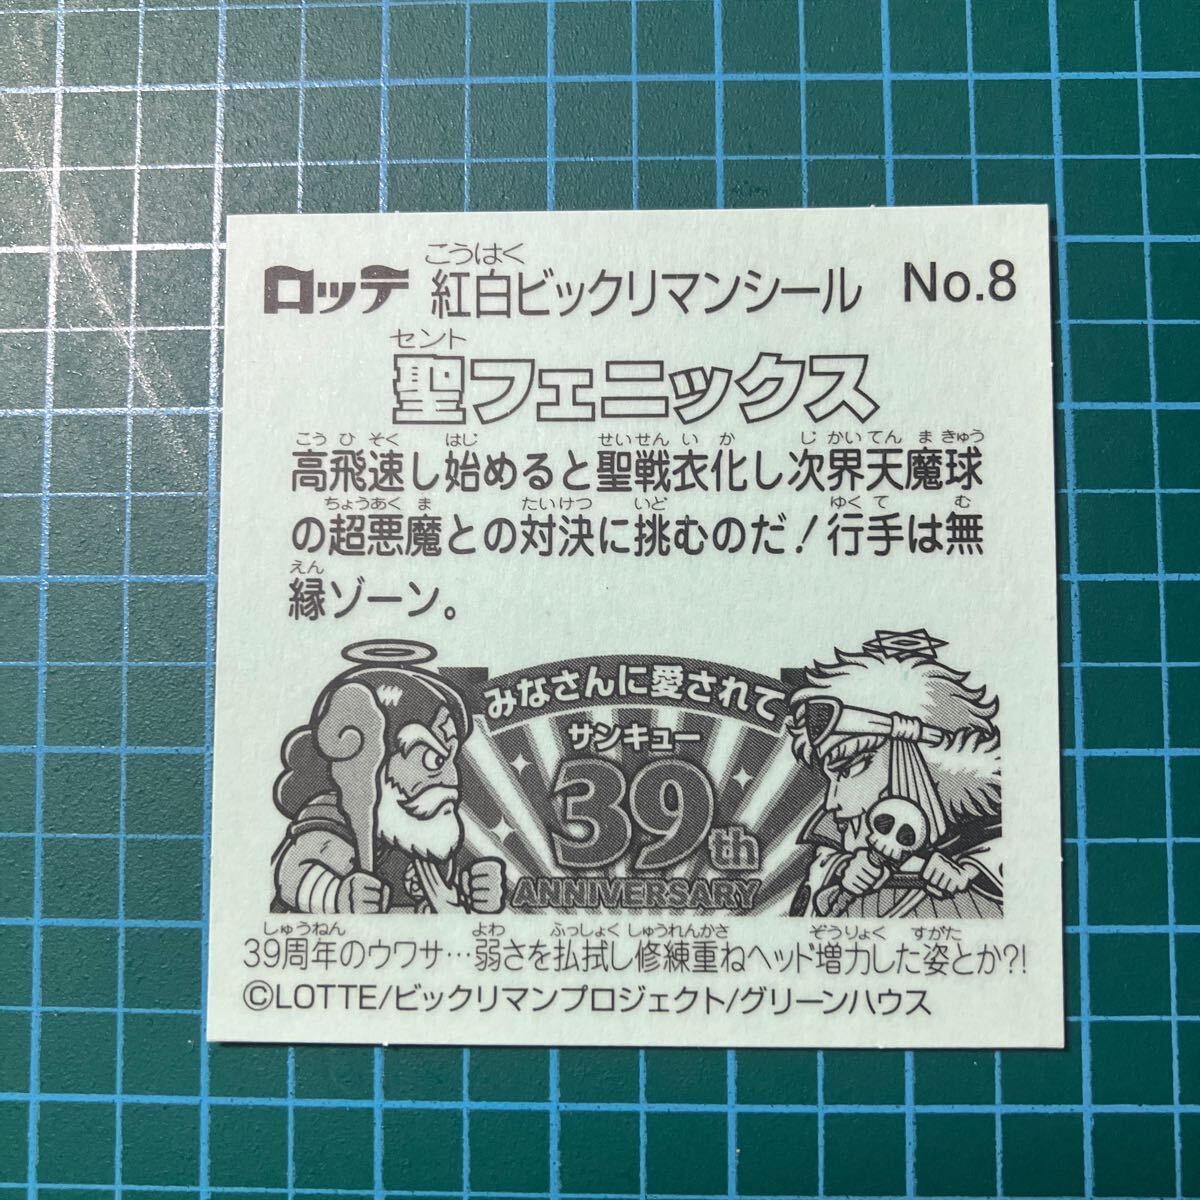 こうはく
ロッテ 紅白ビックリマンシール No.8
セント
聖フェニックス
こうひそく はじ せいせんいか じかいてんまきゅう
高飛速し始めると聖戦衣化し次界天魔球
ちょうあくま たいけつ いど ゆくて む
の超悪魔との対決に挑むのだ！行手は無
えん
縁ゾーン。
みなさんに愛されて
サンキュー
39th
ANNIVERSARY
しゅうねん よわ ふっしょく しゅうれんかさ ぞうりょく すがた
39周年のウワサ…弱さを払拭し修練重ねヘッド増力した姿とか?!
©LOTTE/ビックリマンプロジェクト/グリーンハウス